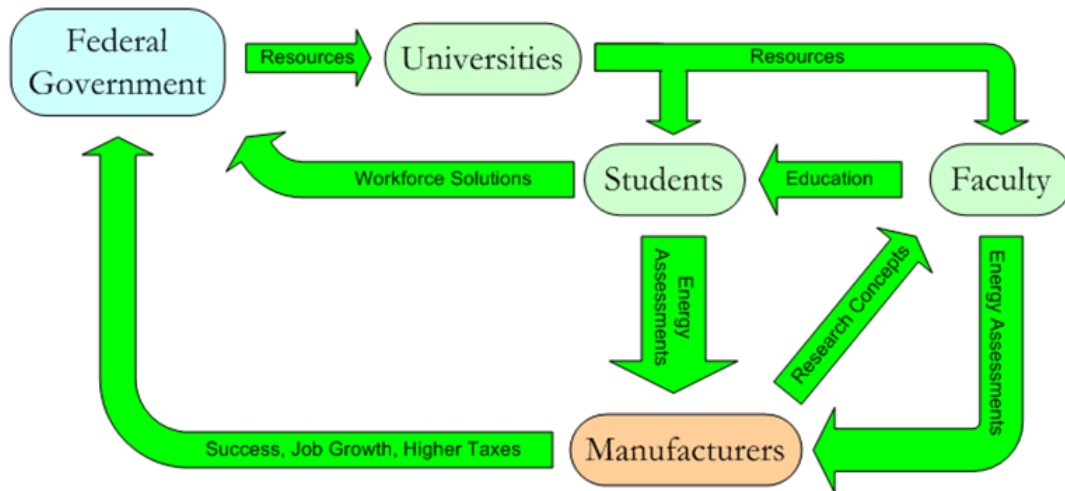 Federal
Government
Resources
Universities
Resources
Workforce Solutions
Students
Education
Faculty
Energy
Assessments
Research Concepts
Energy Assessments
Success, Job Growth, Higher Taxes
Manufacturers